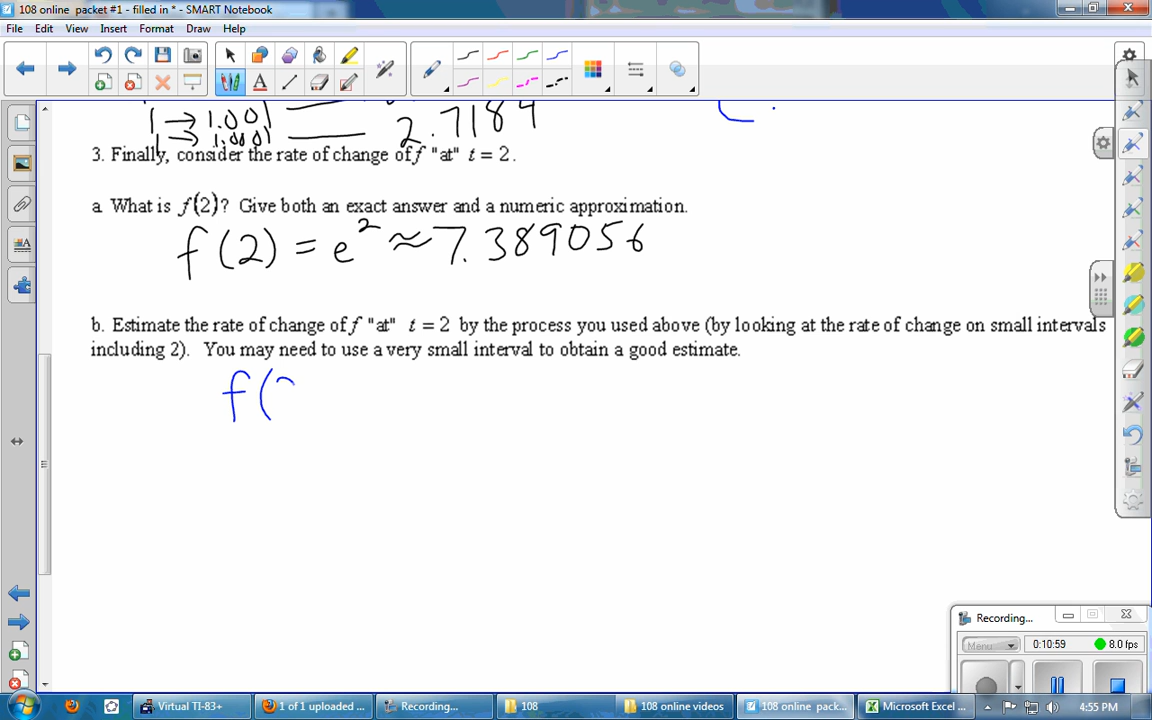 108 online packet #1 - filled in * - SMART Notebook
File Edit View Insert Format Draw Help
1 → 1.001
1 → 1.0001 2.7184
3. Finally, consider the rate of change of f "at" t = 2.
a. What is f(2)? Give both an exact answer and a numeric approximation.
f(2) = e² ≈ 7.389056
b. Estimate the rate of change of f "at" t = 2 by the process you used above (by looking at the rate of change on small intervals
including 2). You may need to use a very small interval to obtain a good estimate.
f(
Recording...
Menu 0:10:59 8.0 fps
Virtual TI-83+ 1 of 1 uploaded ... Recording... 108 108 online videos 108 online pack... Microsoft Excel ... 4:55 PM